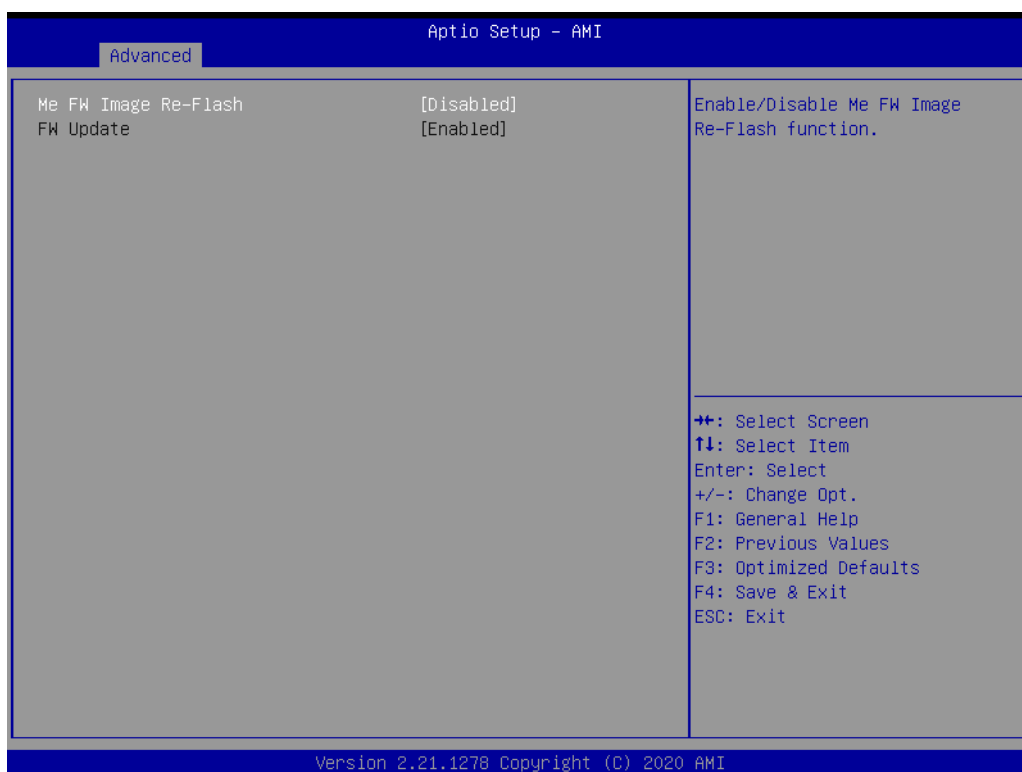 Aptio Setup – AMI
Advanced
Me FW Image Re-Flash [Disabled]
FW Update [Enabled]
Enable/Disable Me FW Image
Re-Flash function.
→←: Select Screen
↑↓: Select Item
Enter: Select
+/-: Change Opt.
F1: General Help
F2: Previous Values
F3: Optimized Defaults
F4: Save & Exit
ESC: Exit
Version 2.21.1278 Copyright (C) 2020 AMI